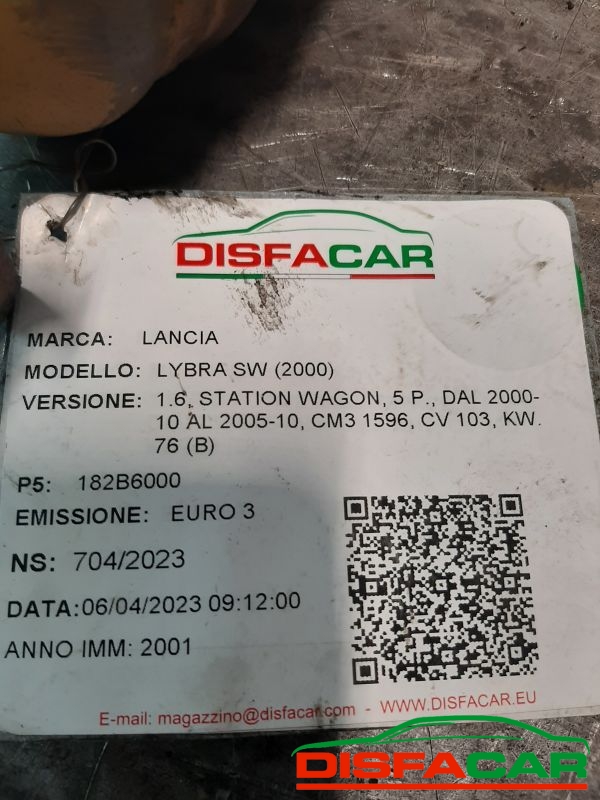 DISFACAR
MARCA: LANCIA
MODELLO: LYBRA SW (2000)
VERSIONE: 1.6, STATION WAGON, 5 P., DAL 2000-
10 AL 2005-10, CM3 1596, CV 103, KW.
76 (B)
P5: 182B6000
EMISSIONE: EURO 3
NS: 704/2023
DATA:06/04/2023 09:12:00
ANNO IMM: 2001
E-mail: magazzino@disfacar.com - WWW.DISFACAR.EU
DISFACAR